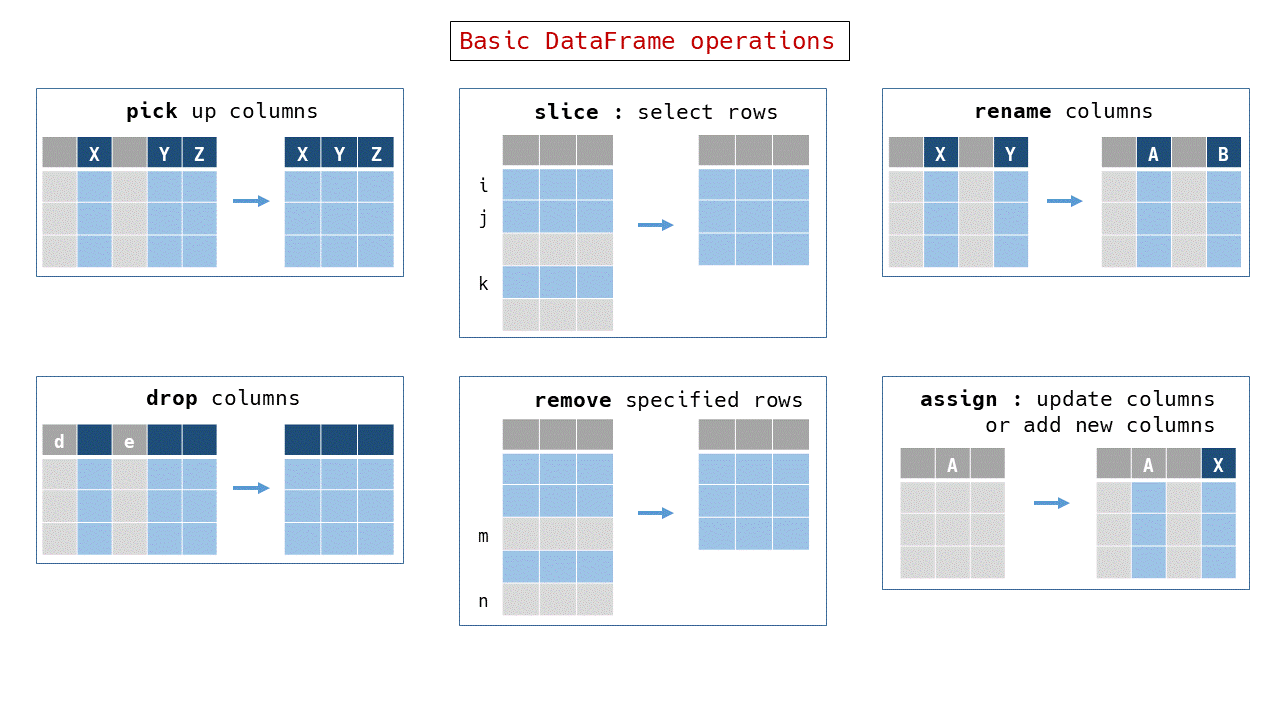 Basic DataFrame operations
pick up columns
X Y Z
X Y Z
slice : select rows
i
j
k
rename columns
X Y
A B
drop columns
d e
remove specified rows
m
n
assign : update columns
or add new columns
A
A X